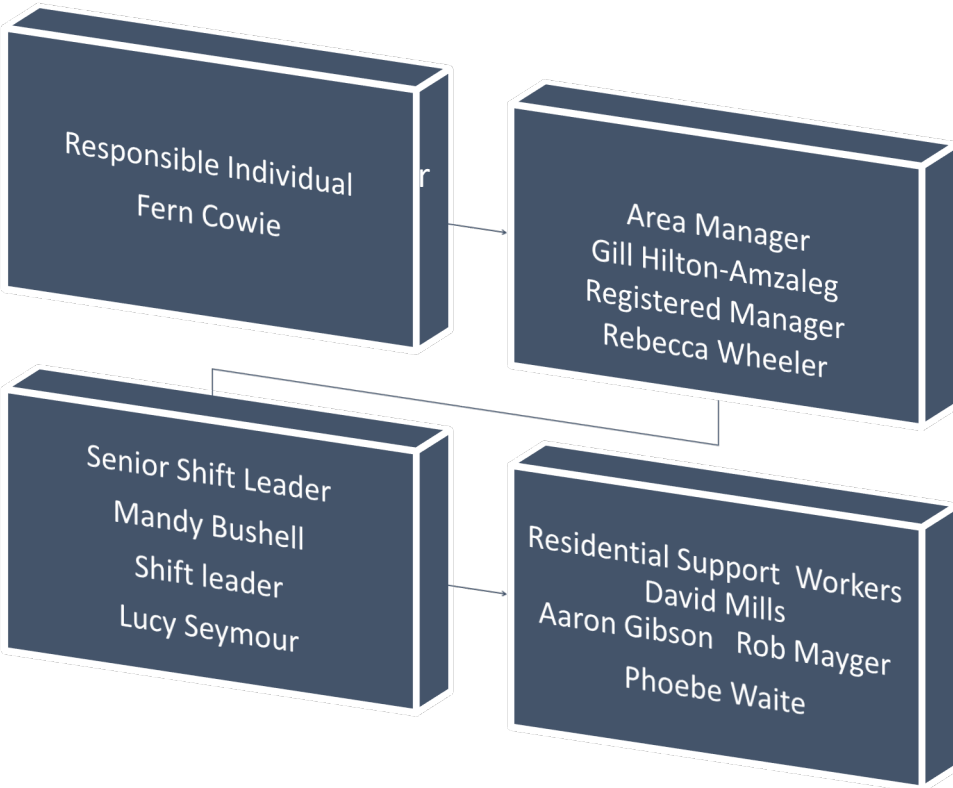 Responsible Individual
Fern Cowie
r
Area Manager
Gill Hilton-Amzaleg
Registered Manager
Rebecca Wheeler
Senior Shift Leader
Mandy Bushell
Shift leader
Lucy Seymour
Residential Support  Workers
David Mills
Aaron Gibson   Rob Mayger
Phoebe Waite